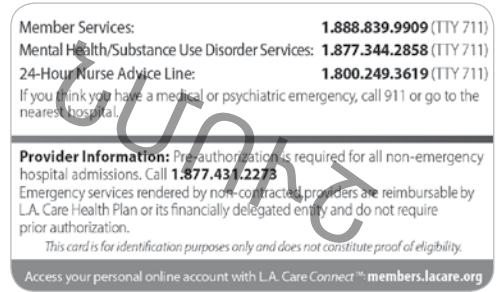 Member Services: 1.888.839.9909 (TTY 711)
Mental Health/Substance Use Disorder Services: 1.877.344.2858 (TTY 711)
24-Hour Nurse Advice Line: 1.800.249.3619 (TTY 711)
If you think you have a medical or psychiatric emergency, call 911 or go to the
nearest hospital.
Provider Information: Pre-authorization is required for all non-emergency
hospital admissions. Call 1.877.431.2273
Emergency services rendered by non-contracted providers are reimbursable by
L.A. Care Health Plan or its financially delegated entity and do not require
prior authorization.
This card is for identification purposes only and does not constitute proof of eligibility.
Access your personal online account with L.A. Care Connect™: members.lacare.org